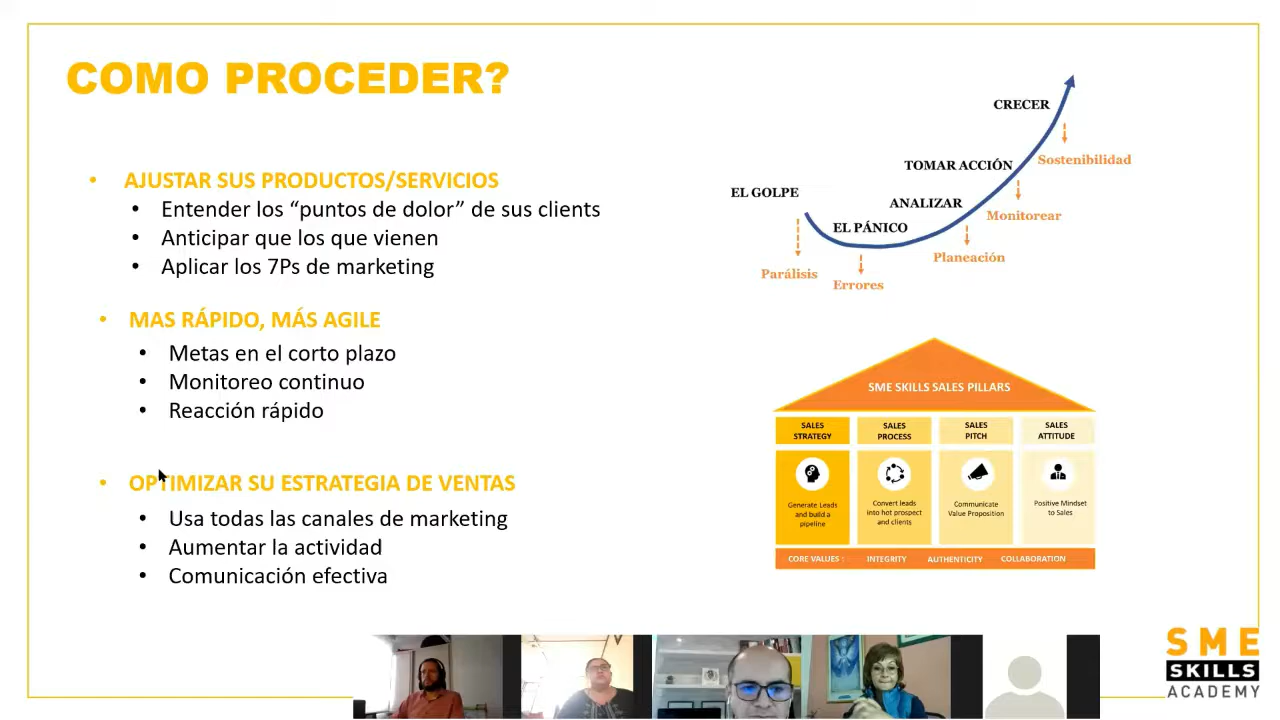 COMO PROCEDER?
• AJUSTAR SUS PRODUCTOS/SERVICIOS
• Entender los “puntos de dolor” de sus clients
• Anticipar que los que vienen
• Aplicar los 7Ps de marketing
• MAS RÁPIDO, MÁS AGILE
• Metas en el corto plazo
• Monitoreo continuo
• Reacción rápido
• OPTIMIZAR SU ESTRATEGIA DE VENTAS
• Usa todas las canales de marketing
• Aumentar la actividad
• Comunicación efectiva
CRECER
Sostenibilidad
TOMAR ACCIÓN
EL GOLPE
ANALIZAR
Monitorear
EL PÁNICO
Planeación
Parálisis
Errores
SME SKILLS SALES PILLARS
SALES
STRATEGY
SALES
PROCESS
SALES
PITCH
SALES
ATTITUDE
Generate Leads
and build a
pipeline
Convert leads
into hot prospect
and clients
Communicate
Value Proposition
Positive Mindset
to Sales
CORE VALUES : INTEGRITY AUTHENTICITY COLLABORATION
SME
SKILLS
ACADEMY